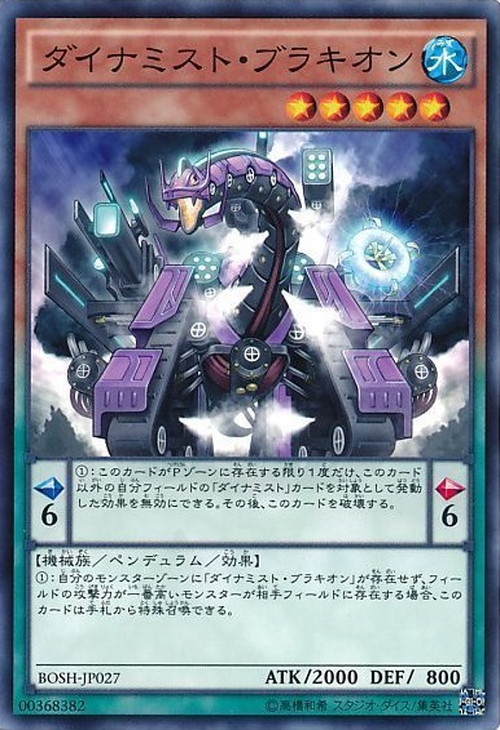 ダイナミスト・ブラキオン
水
①：このカードがPゾーンに存在する限り1度だけ、このカード
以外の自分フィールドの「ダイナミスト」カードを対象として発動
した効果を無効にできる。その後、このカードを破壊する。
6
6
【機械族／ペンデュラム／効果】
①：自分のモンスターゾーンに「ダイナミスト・ブラキオン」が存在せず、フィー
ルドの攻撃力が一番高いモンスターが相手フィールドに存在する場合、この
カードは手札から特殊召喚できる。
BOSH-JP027
ATK/2000 DEF/ 800
00368382
©高橋和希 スタジオ・ダイス/集英社